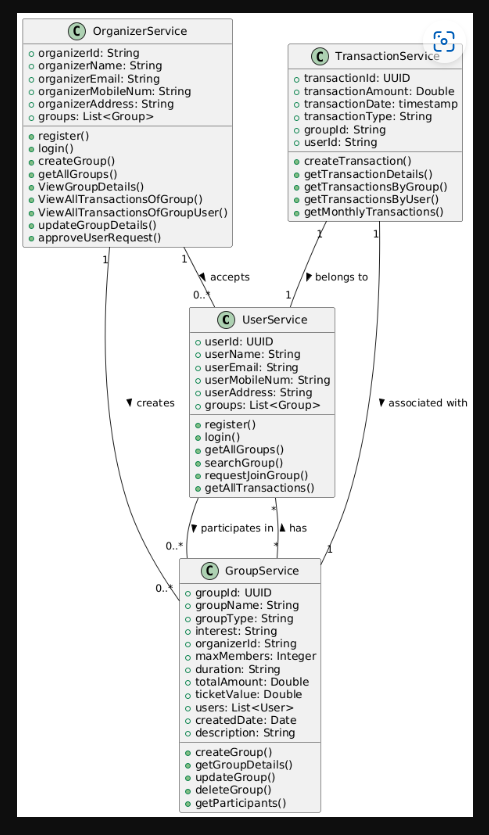 C OrganizerService
organizerId: String
organizerName: String
organizerEmail: String
organizerMobileNum: String
organizerAddress: String
groups: List<Group>
register()
login()
createGroup()
getAllGroups()
ViewGroupDetails()
ViewAllTransactionsOfGroup()
ViewAllTransactionsOfGroupUser()
updateGroupDetails()
approveUserRequest()
C TransactionService
transactionId: UUID
transactionAmount: Double
transactionDate: timestamp
transactionType: String
groupId: String
userId: String
createTransaction()
getTransactionDetails()
getTransactionsByGroup()
getTransactionsByUser()
getMonthlyTransactions()
1
1
1
1
accepts
belongs to
0..*
1
C UserService
userId: UUID
userName: String
userEmail: String
userMobileNum: String
userAddress: String
groups: List<Group>
register()
login()
getAllGroups()
searchGroup()
requestJoinGroup()
getAllTransactions()
creates
associated with
*
participates in
has
0..*
*
1
0..*
C GroupService
groupId: UUID
groupName: String
groupType: String
interest: String
organizerId: String
maxMembers: Integer
duration: String
totalAmount: Double
ticketValue: Double
users: List<User>
createdDate: Date
description: String
createGroup()
getGroupDetails()
updateGroup()
deleteGroup()
getParticipants()